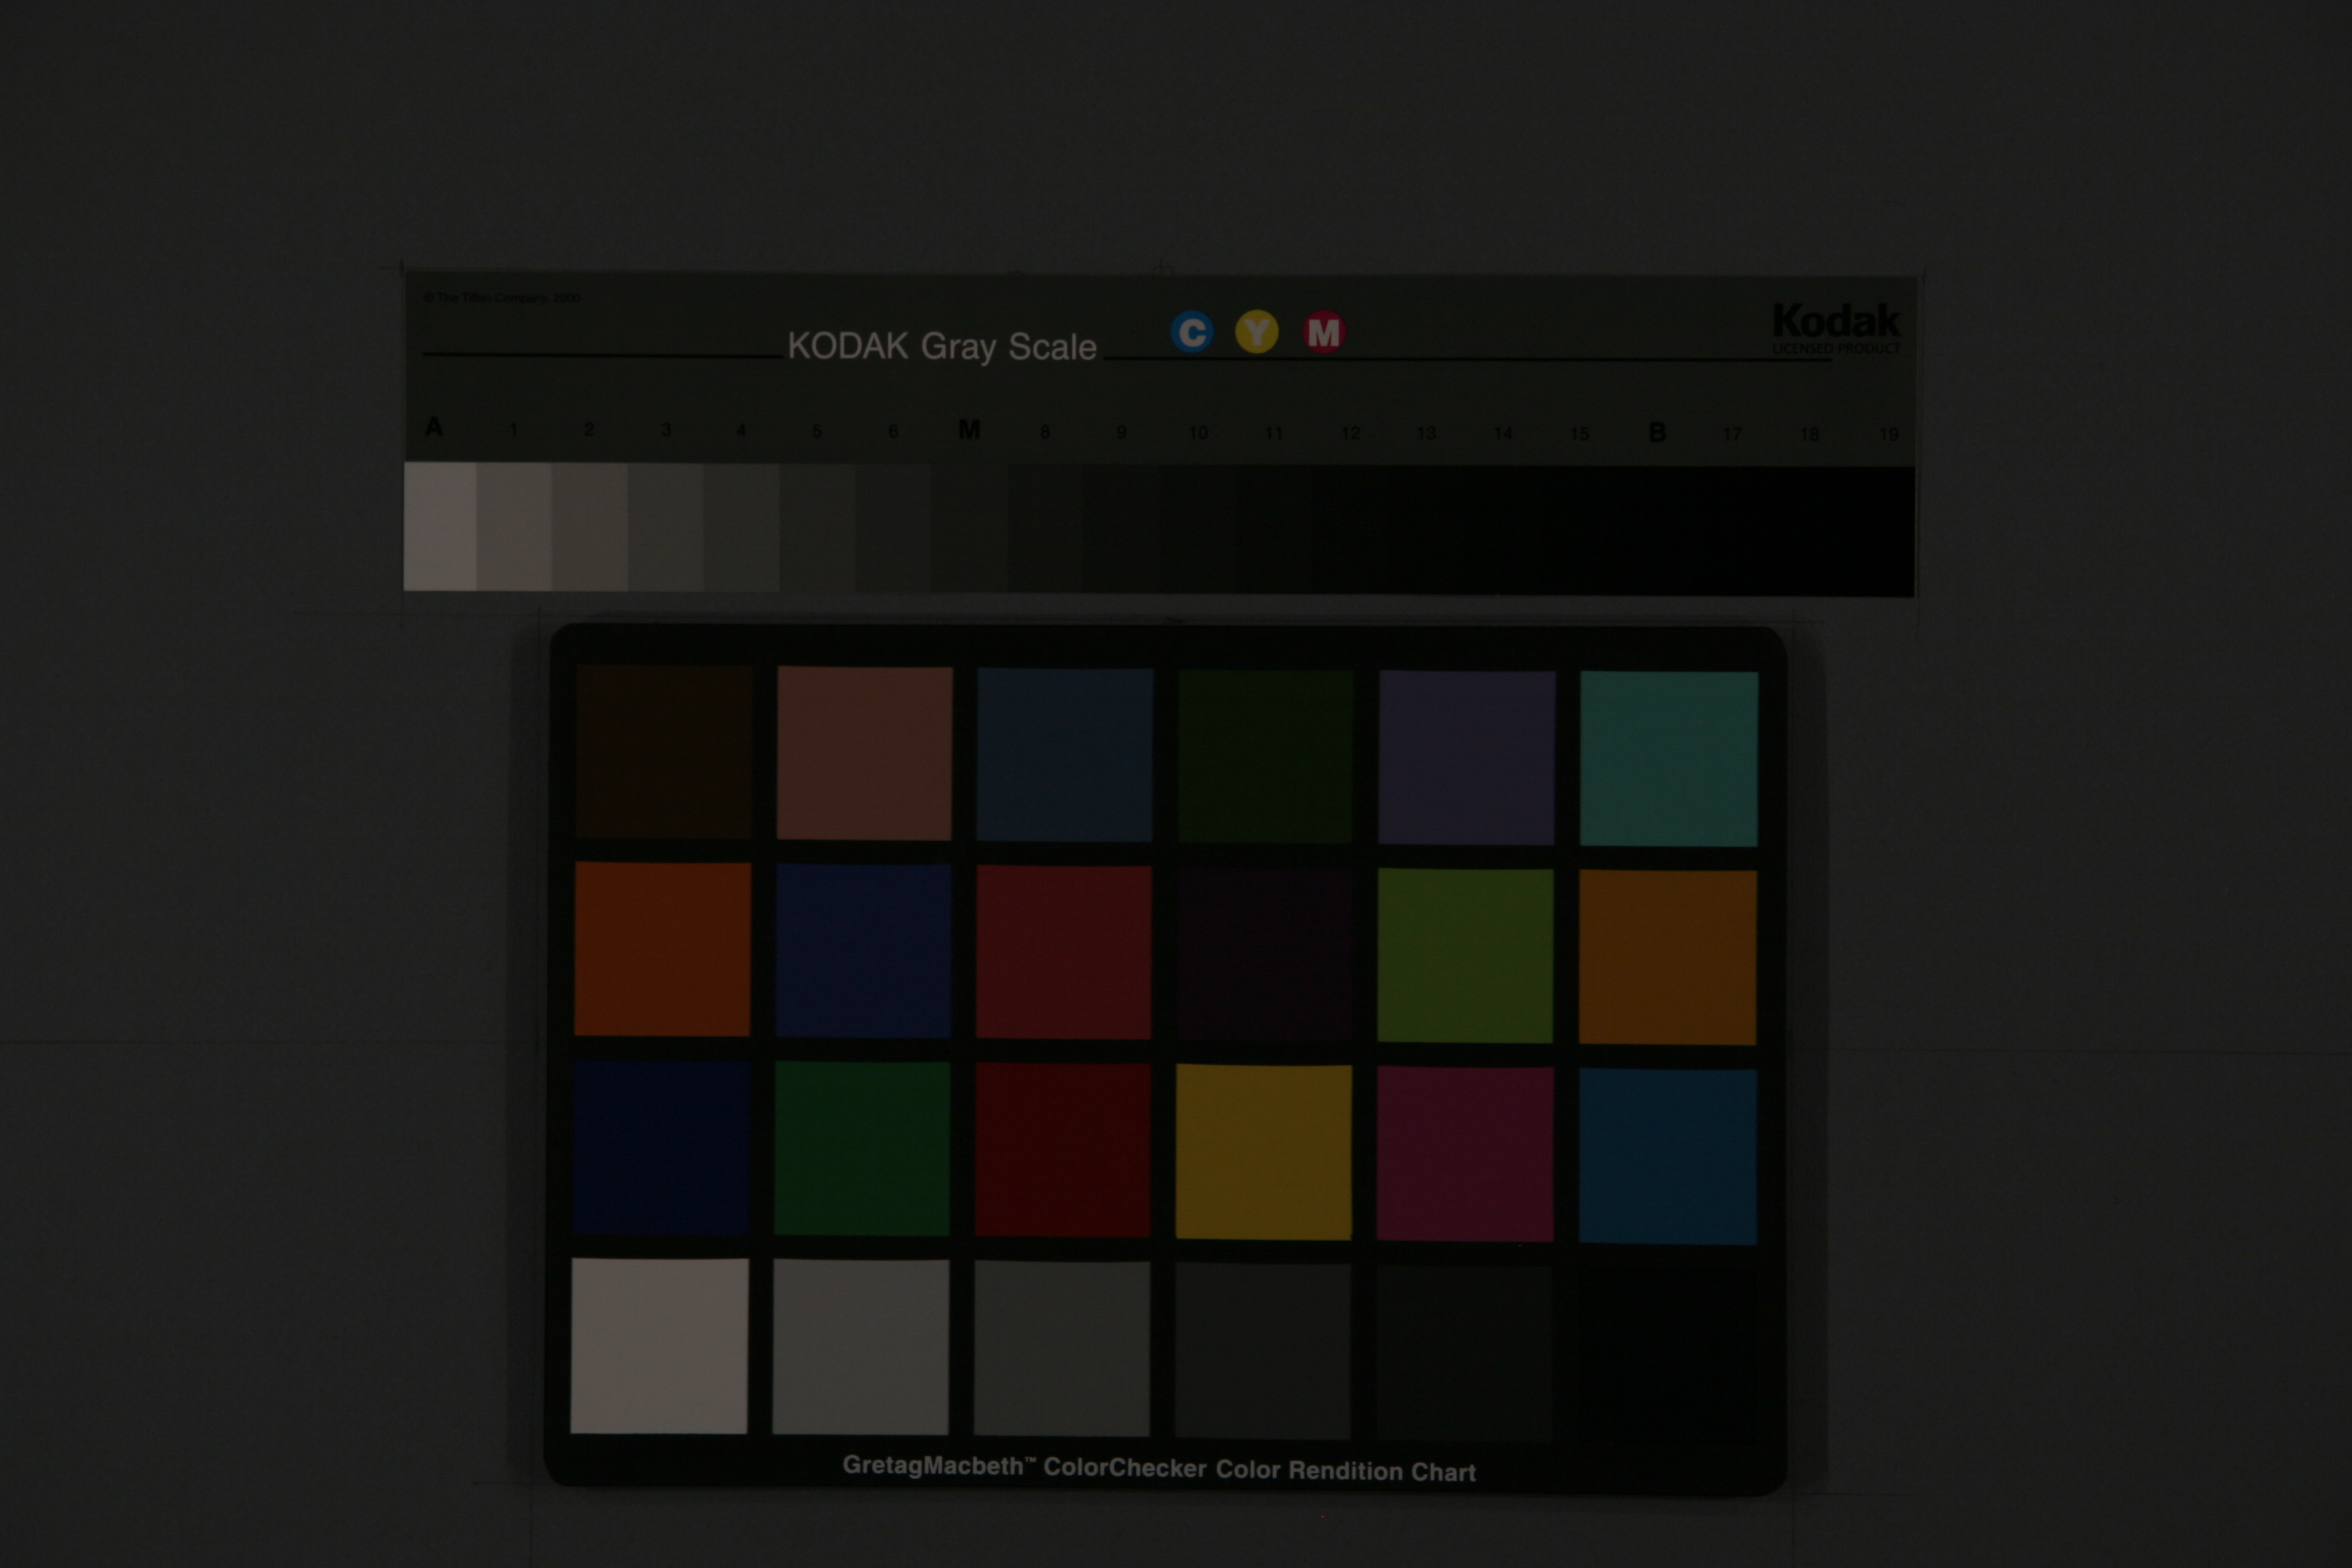 © The Tiffen Company, 2000
KODAK Gray Scale
C Y M
Kodak
LICENSED PRODUCT
A 1 2 3 4 5 6 M 8 9 10 11 12 13 14 15 B 17 18 19
GretagMacbeth™ ColorChecker Color Rendition Chart